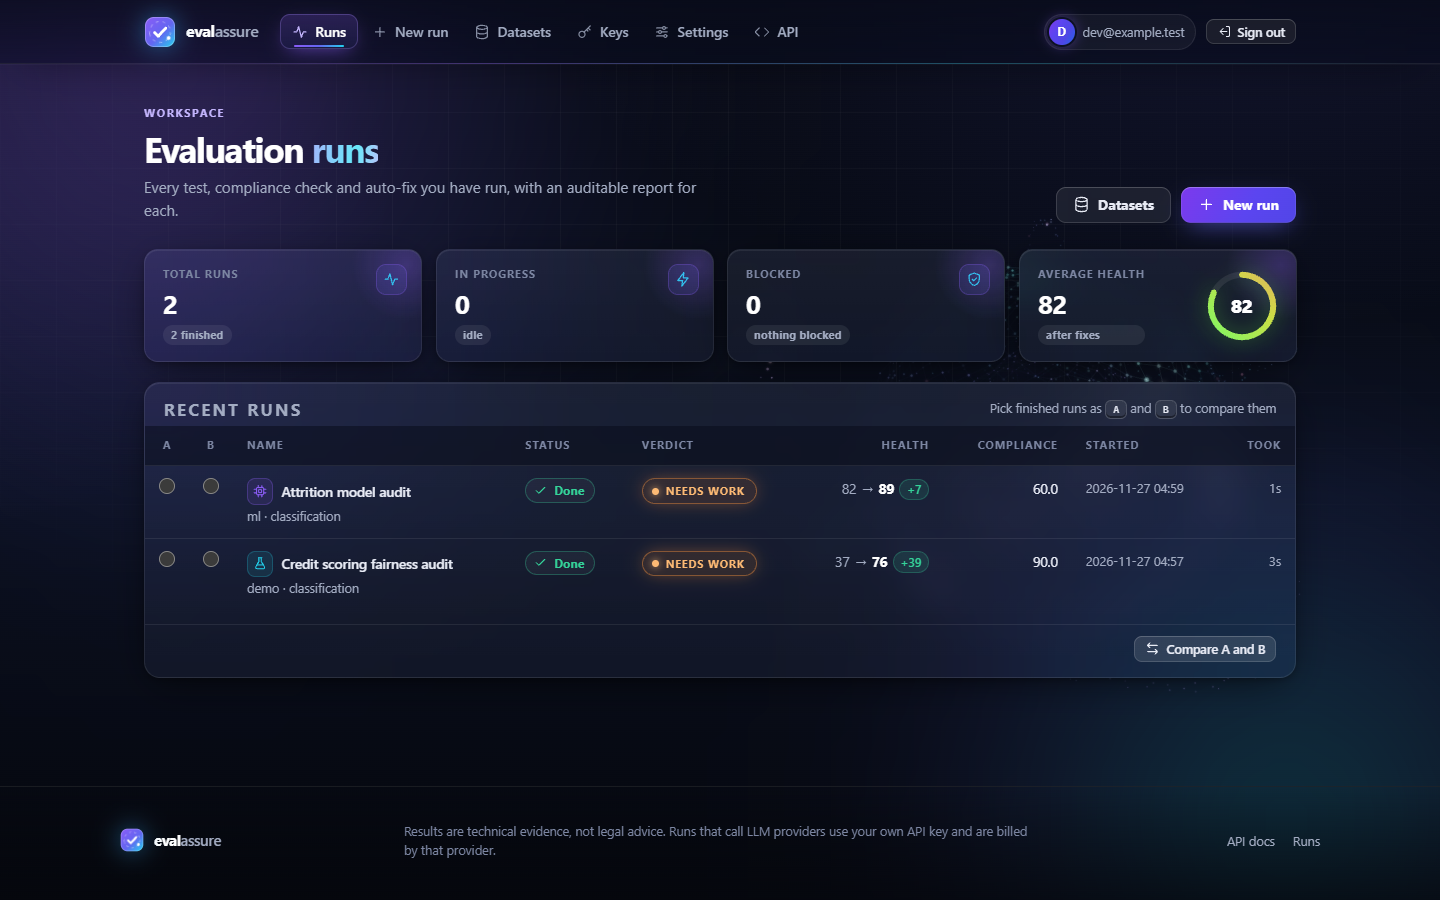 evalassure
Runs
New run
Datasets
Keys
Settings
API
D
dev@example.test
Sign out
WORKSPACE
Evaluation runs
Every test, compliance check and auto-fix you have run, with an auditable report for
each.
Datasets
New run
TOTAL RUNS
2
2 finished
IN PROGRESS
0
idle
BLOCKED
0
nothing blocked
AVERAGE HEALTH
82
after fixes
82
RECENT RUNS
Pick finished runs as A and B to compare them
A B NAME STATUS VERDICT HEALTH COMPLIANCE STARTED TOOK
Attrition model audit Done NEEDS WORK 82 → 89 +7 60.0 2026-11-27 04:59 1s
ml · classification
Credit scoring fairness audit Done NEEDS WORK 37 → 76 +39 90.0 2026-11-27 04:57 3s
demo · classification
Compare A and B
evalassure
Results are technical evidence, not legal advice. Runs that call LLM providers use your own API key and are billed
by that provider.
API docs
Runs